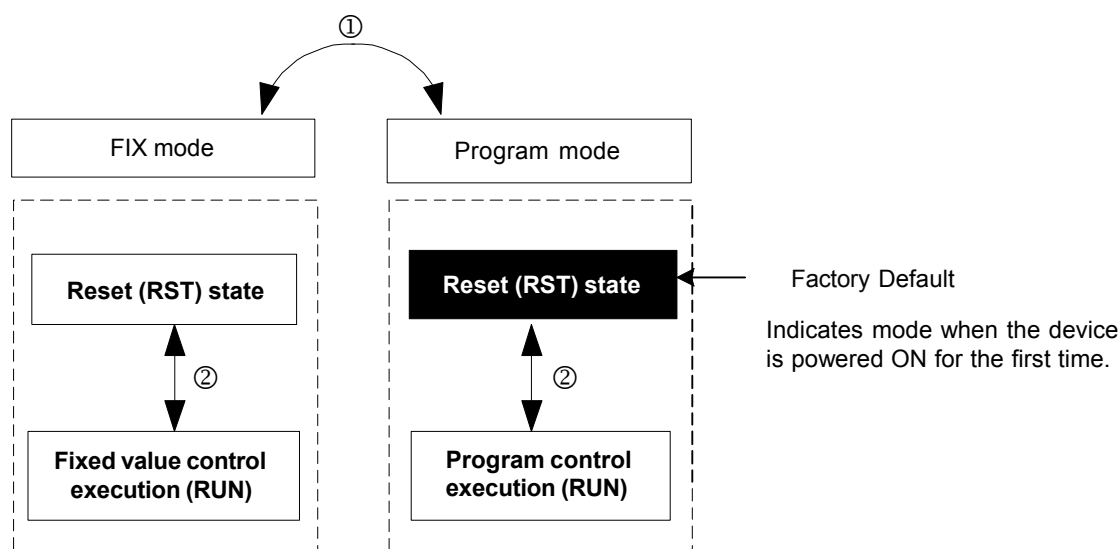 ①
FIX mode
Program mode
Reset (RST) state
Reset (RST) state
Factory Default
Indicates mode when the device
is powered ON for the first time.
②
②
Fixed value control
execution (RUN)
Program control
execution (RUN)